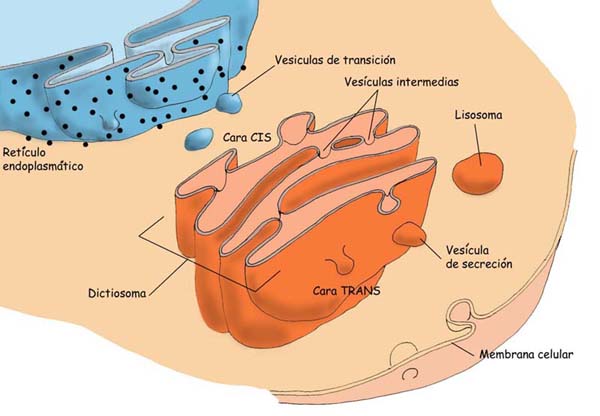 Vesiculas de transición
Vesículas intermedias
Lisosoma
Cara CIS
Retículo
endoplasmático
Vesícula
de secreción
Dictiosoma
Cara TRANS
Membrana celular